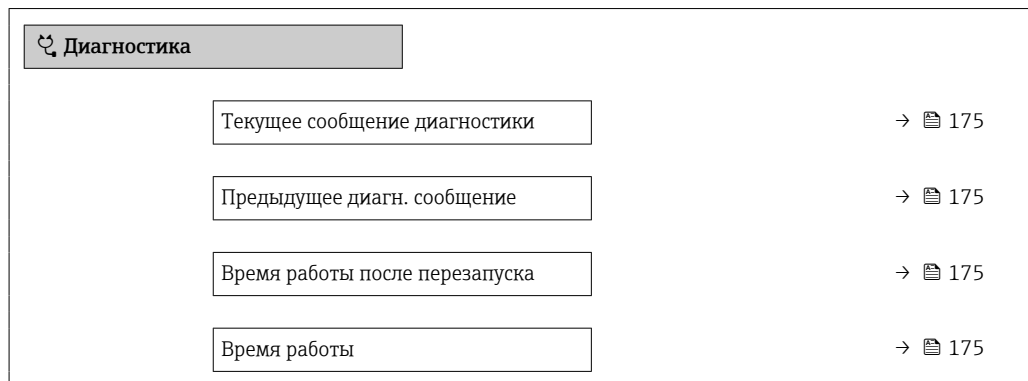 Диагностика
Текущее сообщение диагностики → 175
Предыдущее диагн. сообщение → 175
Время работы после перезапуска → 175
Время работы → 175